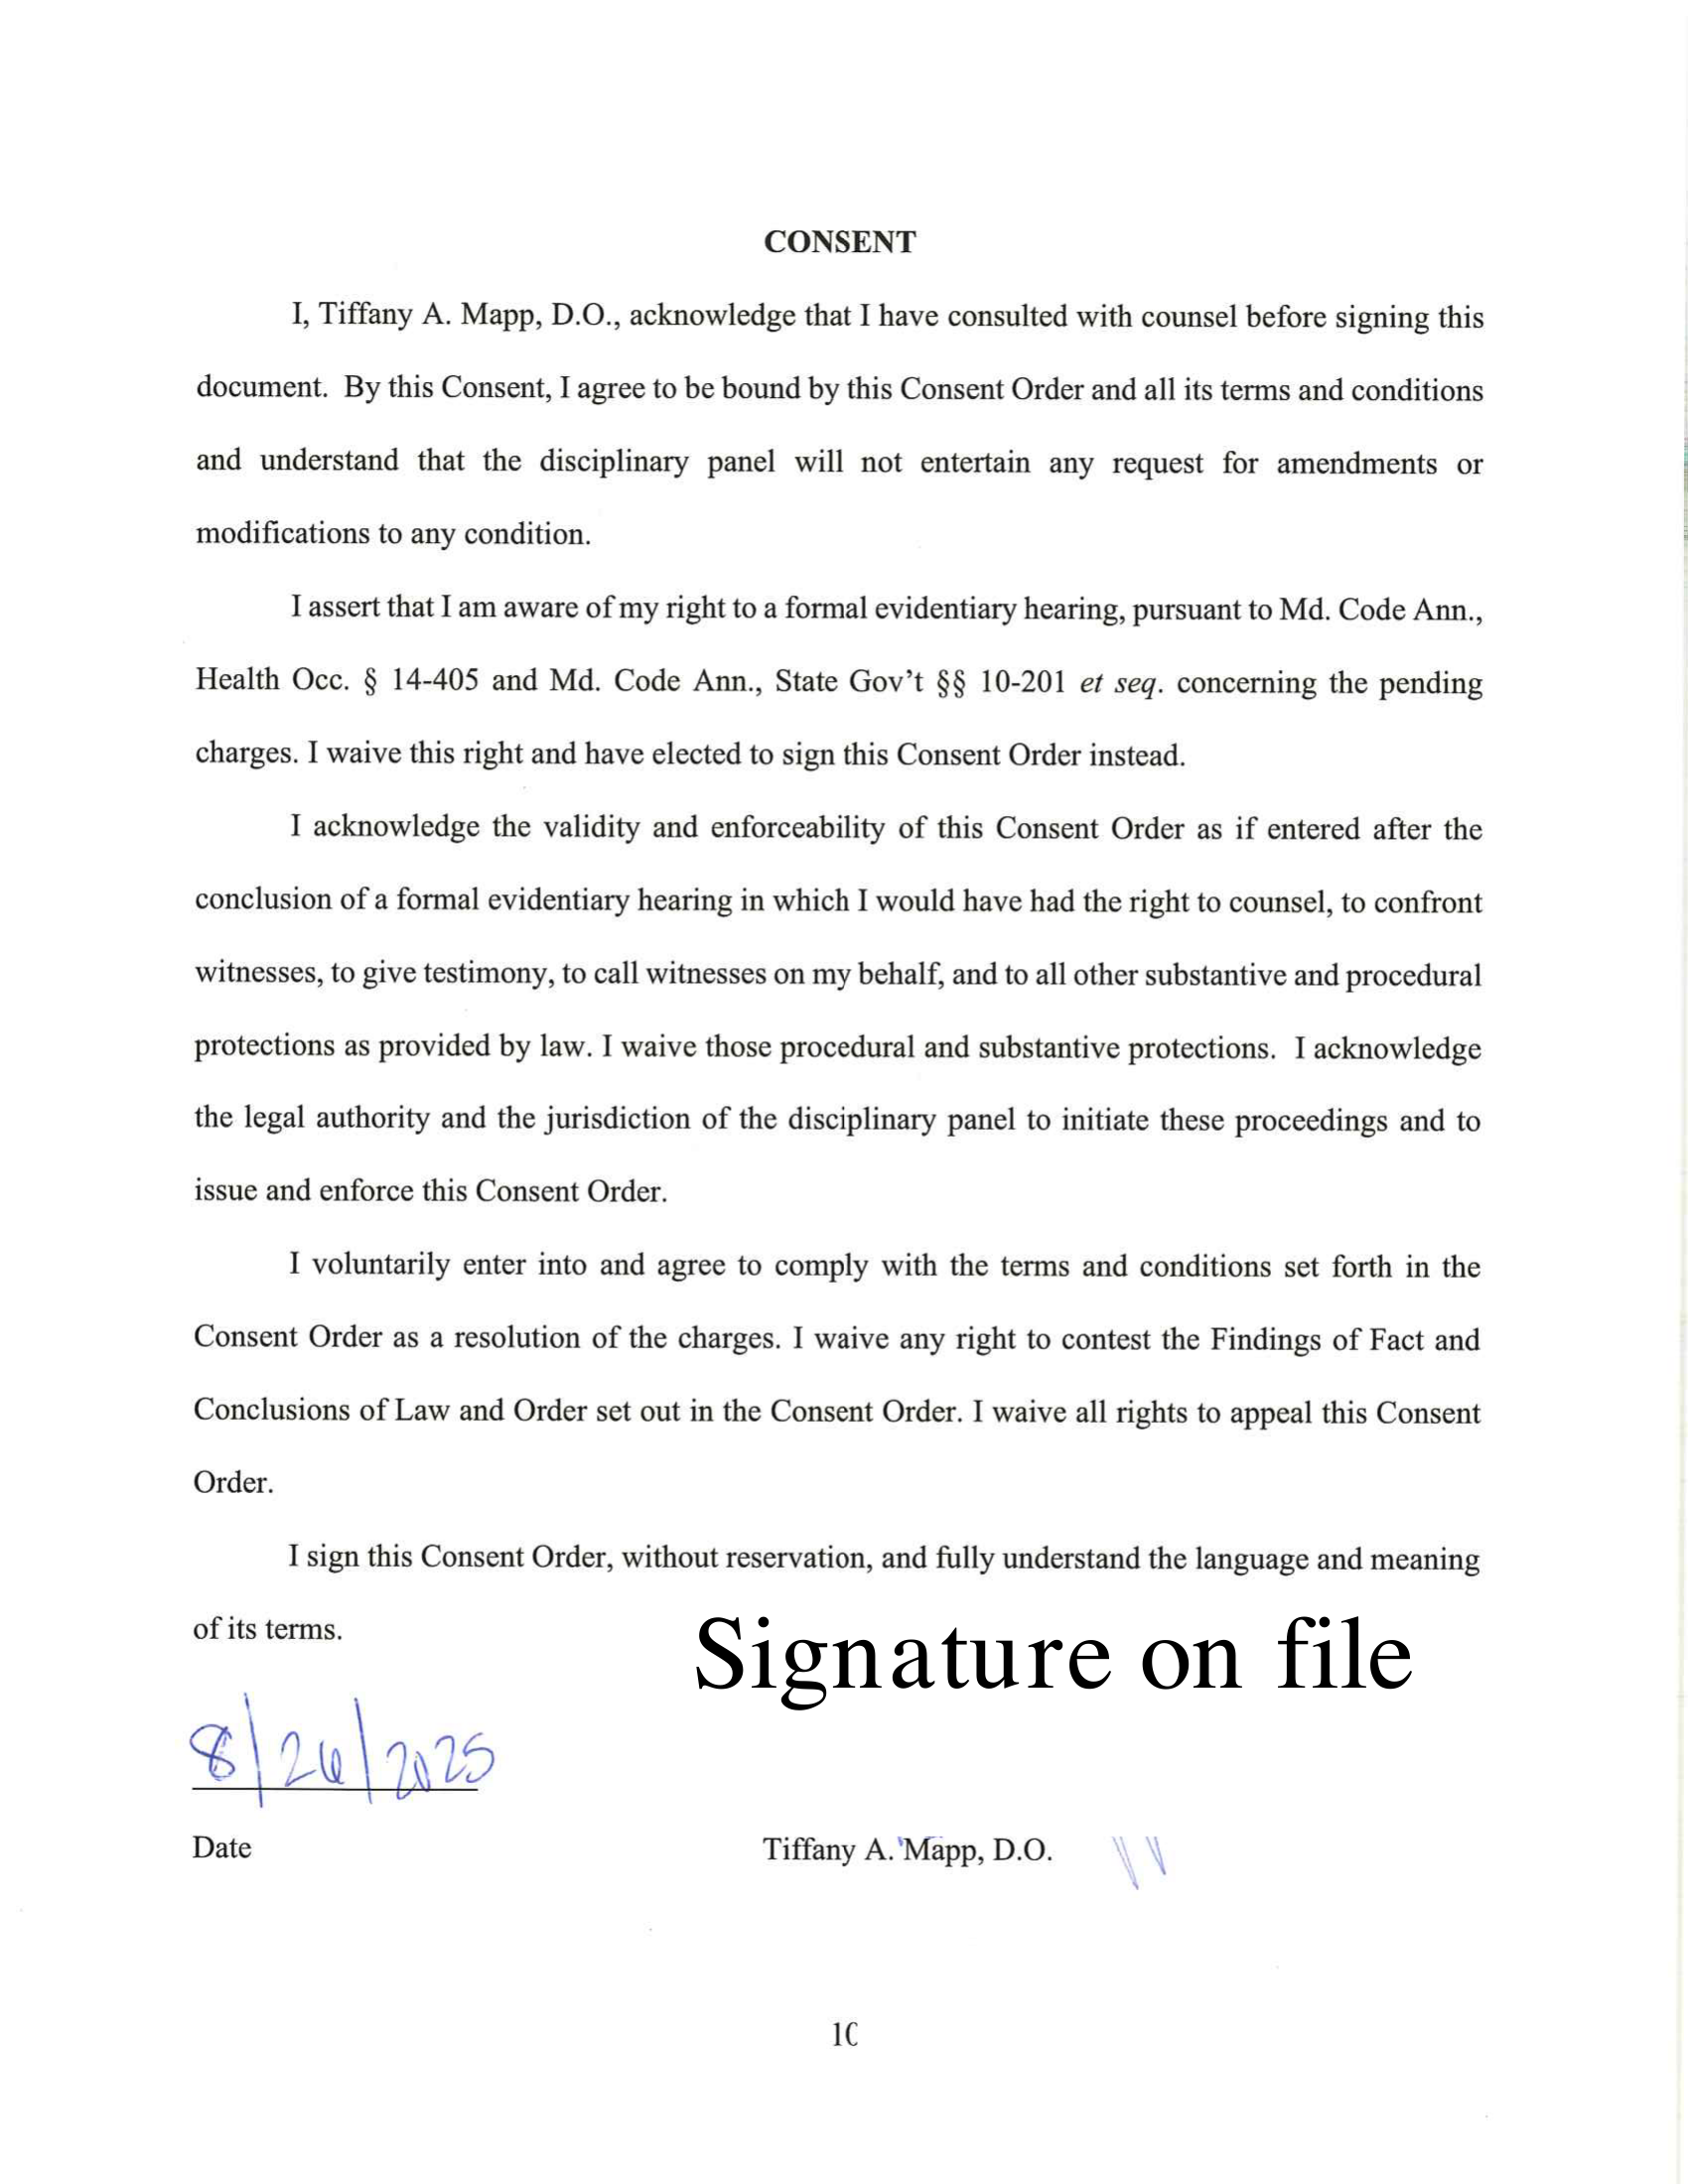 CONSENT
I, Tiffany A. Mapp, D.O., acknowledge that I have consulted with counsel before signing this
document. By this Consent, I agree to be bound by this Consent Order and all its terms and conditions
and understand that the disciplinary panel will not entertain any request for amendments or
modifications to any condition.
I assert that I am aware of my right to a formal evidentiary hearing, pursuant to Md. Code Ann.,
Health Occ. § 14-405 and Md. Code Ann., State Gov't §§ 10-201 et seq. concerning the pending
charges. I waive this right and have elected to sign this Consent Order instead.
I acknowledge the validity and enforceability of this Consent Order as if entered after the
conclusion of a formal evidentiary hearing in which I would have had the right to counsel, to confront
witnesses, to give testimony, to call witnesses on my behalf, and to all other substantive and procedural
protections as provided by law. I waive those procedural and substantive protections. I acknowledge
the legal authority and the jurisdiction of the disciplinary panel to initiate these proceedings and to
issue and enforce this Consent Order.
I voluntarily enter into and agree to comply with the terms and conditions set forth in the
Consent Order as a resolution of the charges. I waive any right to contest the Findings of Fact and
Conclusions of Law and Order set out in the Consent Order. I waive all rights to appeal this Consent
Order.
I sign this Consent Order, without reservation, and fully understand the language and meaning
of its terms.
Signature on file
8/26/2025
Date
Tiffany A. Mapp, D.O.
10